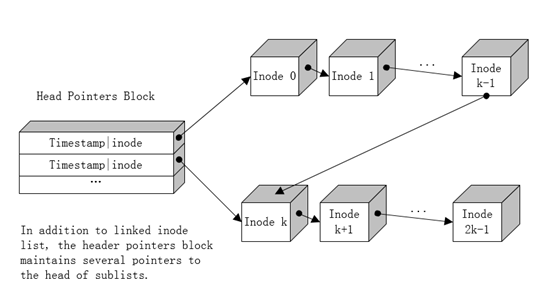 Inode 0
Inode 1
...
Inode
k-1
Head Pointers Block
Timestamp|inode
Timestamp|inode
...
Inode k
Inode
k+1
...
Inode
2k-1
In addition to linked inode
list, the header pointers block
maintains several pointers to
the head of sublists.